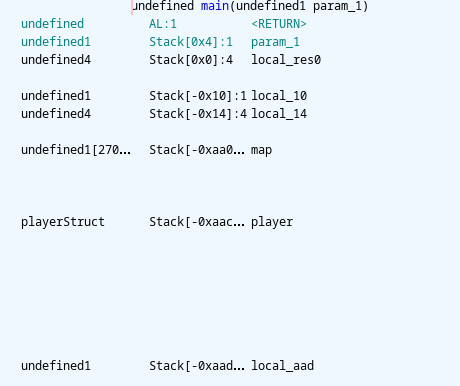 undefined main(undefined1 param_1)
undefined AL:1 <RETURN>
undefined1 Stack[0x4]:1 param_1
undefined4 Stack[0x0]:4 local_res0
undefined1 Stack[-0x10]:1 local_10
undefined4 Stack[-0x14]:4 local_14
undefined1[270... Stack[-0xaa0... map
playerStruct Stack[-0xaac... player
undefined1 Stack[-0xaad... local_aad